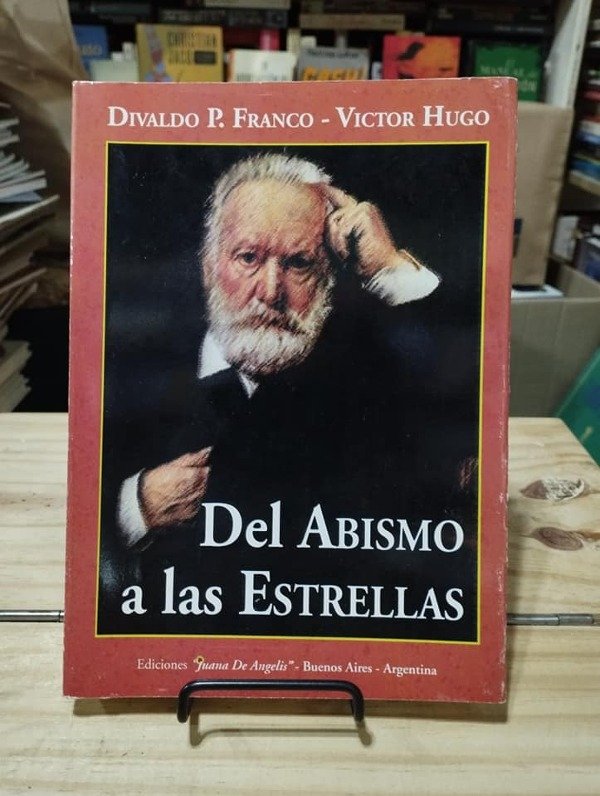 DIVALDO P. FRANCO - VICTOR HUGO
Del ABISMO
a las ESTRELLAS
Ediciones "Juana De Angelis" - Buenos Aires - Argentina